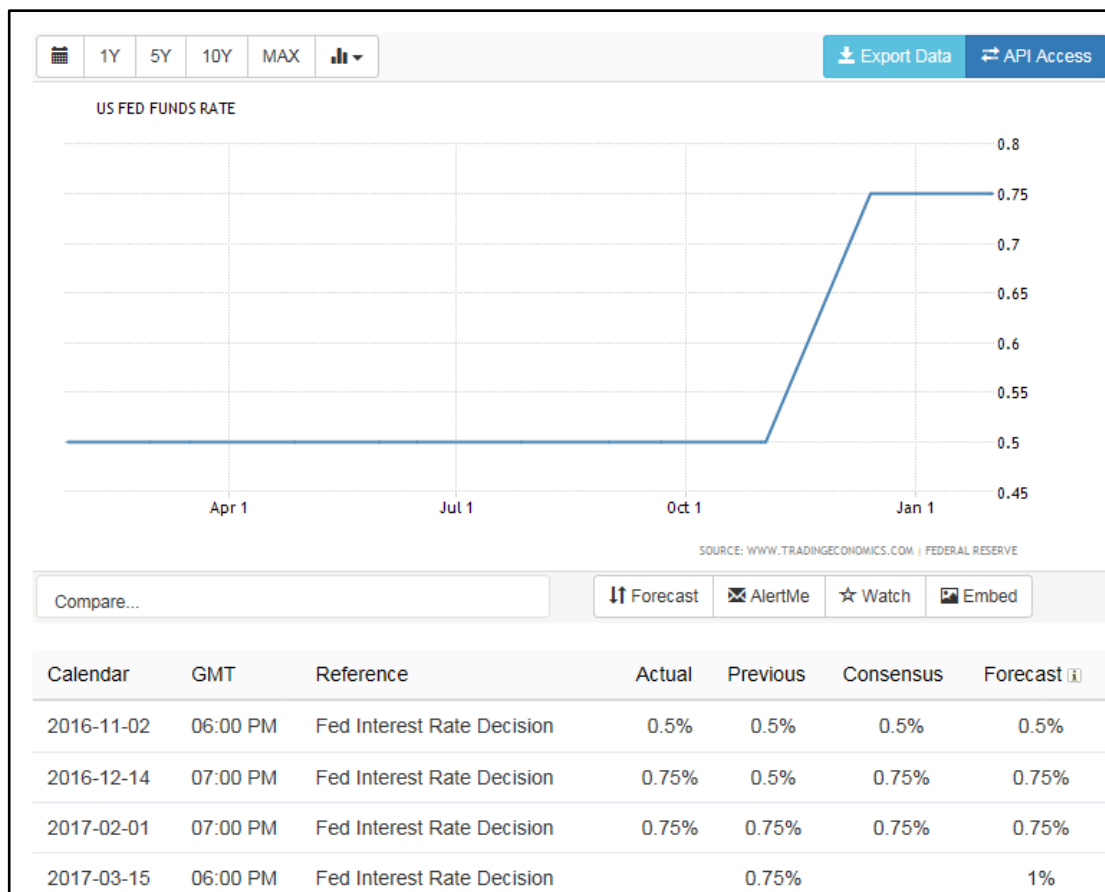 1Y 5Y 10Y MAX Export Data API Access
US FED FUNDS RATE
0.8
0.75
0.7
0.65
0.6
0.55
0.5
0.45
Apr 1 Jul 1 Oct 1 Jan 1
SOURCE: WWW.TRADINGECONOMICS.COM | FEDERAL RESERVE
Compare... Forecast AlertMe Watch Embed
Calendar GMT Reference Actual Previous Consensus Forecast i
2016-11-02 06:00 PM Fed Interest Rate Decision 0.5% 0.5% 0.5% 0.5%
2016-12-14 07:00 PM Fed Interest Rate Decision 0.75% 0.5% 0.75% 0.75%
2017-02-01 07:00 PM Fed Interest Rate Decision 0.75% 0.75% 0.75% 0.75%
2017-03-15 06:00 PM Fed Interest Rate Decision 0.75% 1%